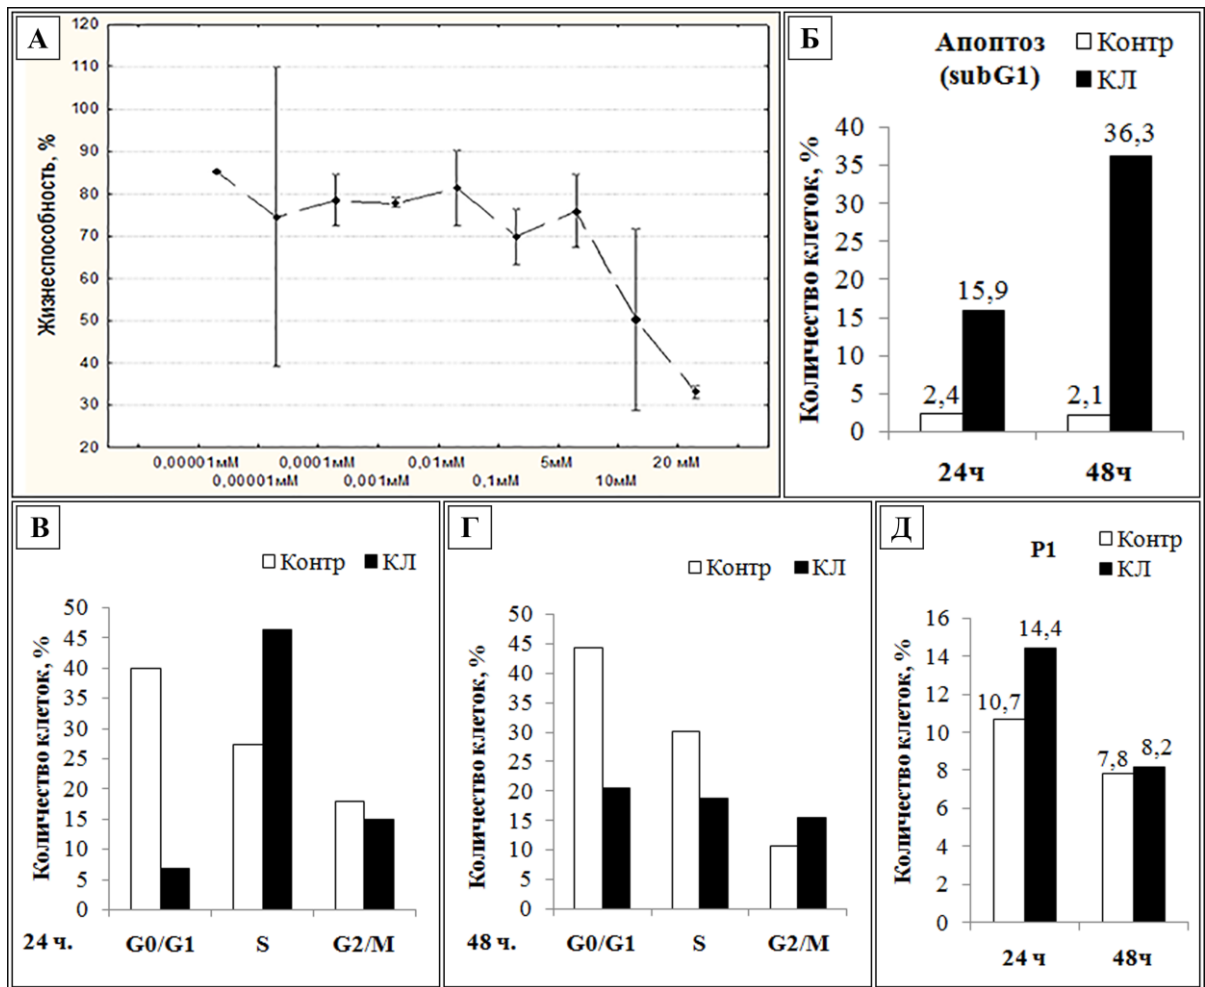 А
120
110
100
90
80
70
60
50
40
30
20
Жизнеспособность, %
0,00001мМ 0,0001мМ 0,01мМ 5мМ 20 мМ
0,00001мМ 0,001мМ 0,1мМ 10мМ
Б
Апоптоз
(subG1)
Контр
КЛ
Количество клеток, %
40
35
30
25
20
15
10
5
0
2,4
15,9
2,1
36,3
24ч 48ч
В
Контр КЛ
Количество клеток, %
50
45
40
35
30
25
20
15
10
5
0
24 ч. G0/G1 S G2/M
Г
Контр КЛ
Количество клеток, %
50
45
40
35
30
25
20
15
10
5
0
48 ч. G0/G1 S G2/M
Д
P1
Контр
КЛ
Количество клеток, %
16
14
12
10
8
6
4
2
0
10,7
14,4
7,8
8,2
24 ч 48ч